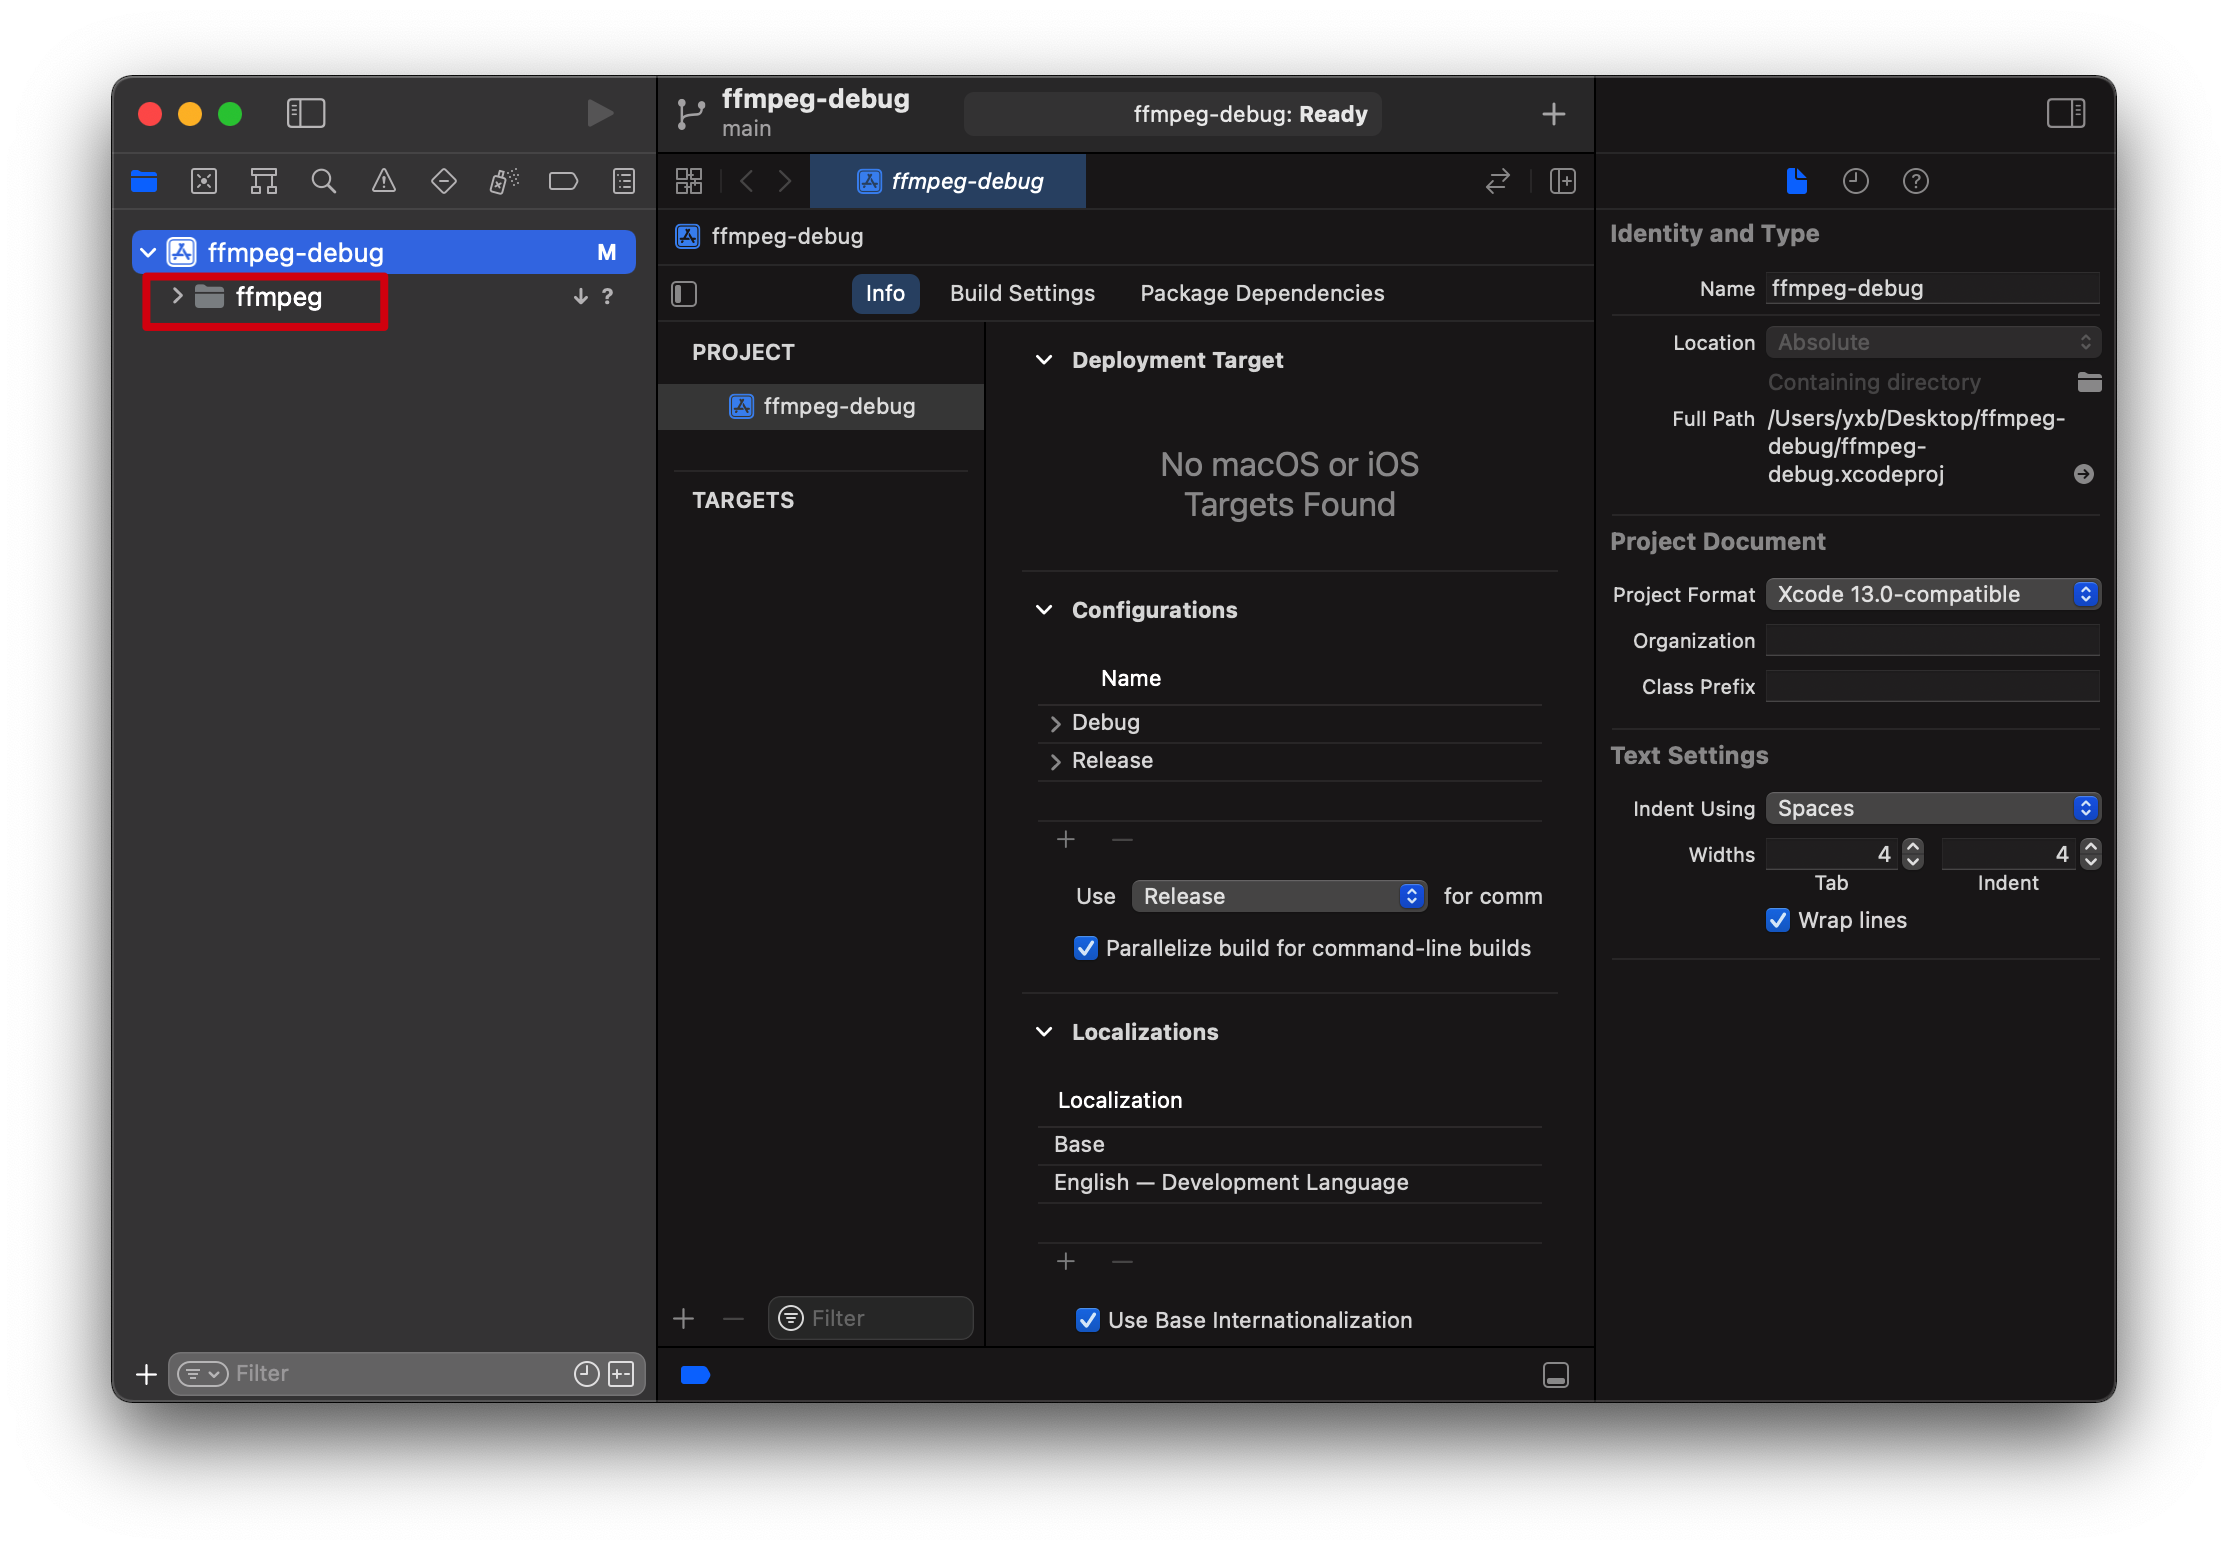 ffmpeg-debug
main
ffmpeg-debug: Ready
ffmpeg-debug M
ffmpeg ?
Filter
ffmpeg-debug
ffmpeg-debug
Info Build Settings Package Dependencies
PROJECT
ffmpeg-debug
TARGETS
Filter
Deployment Target
No macOS or iOS
Targets Found
Configurations
Name
Debug
Release
Use Release for comm
Parallelize build for command-line builds
Localizations
Localization
Base
English — Development Language
Use Base Internationalization
Identity and Type
Name ffmpeg-debug
Location Absolute
Containing directory
Full Path /Users/yxb/Desktop/ffmpeg-
debug/ffmpeg-
debug.xcodeproj
Project Document
Project Format Xcode 13.0-compatible
Organization
Class Prefix
Text Settings
Indent Using Spaces
Widths 4 4
Tab Indent
Wrap lines